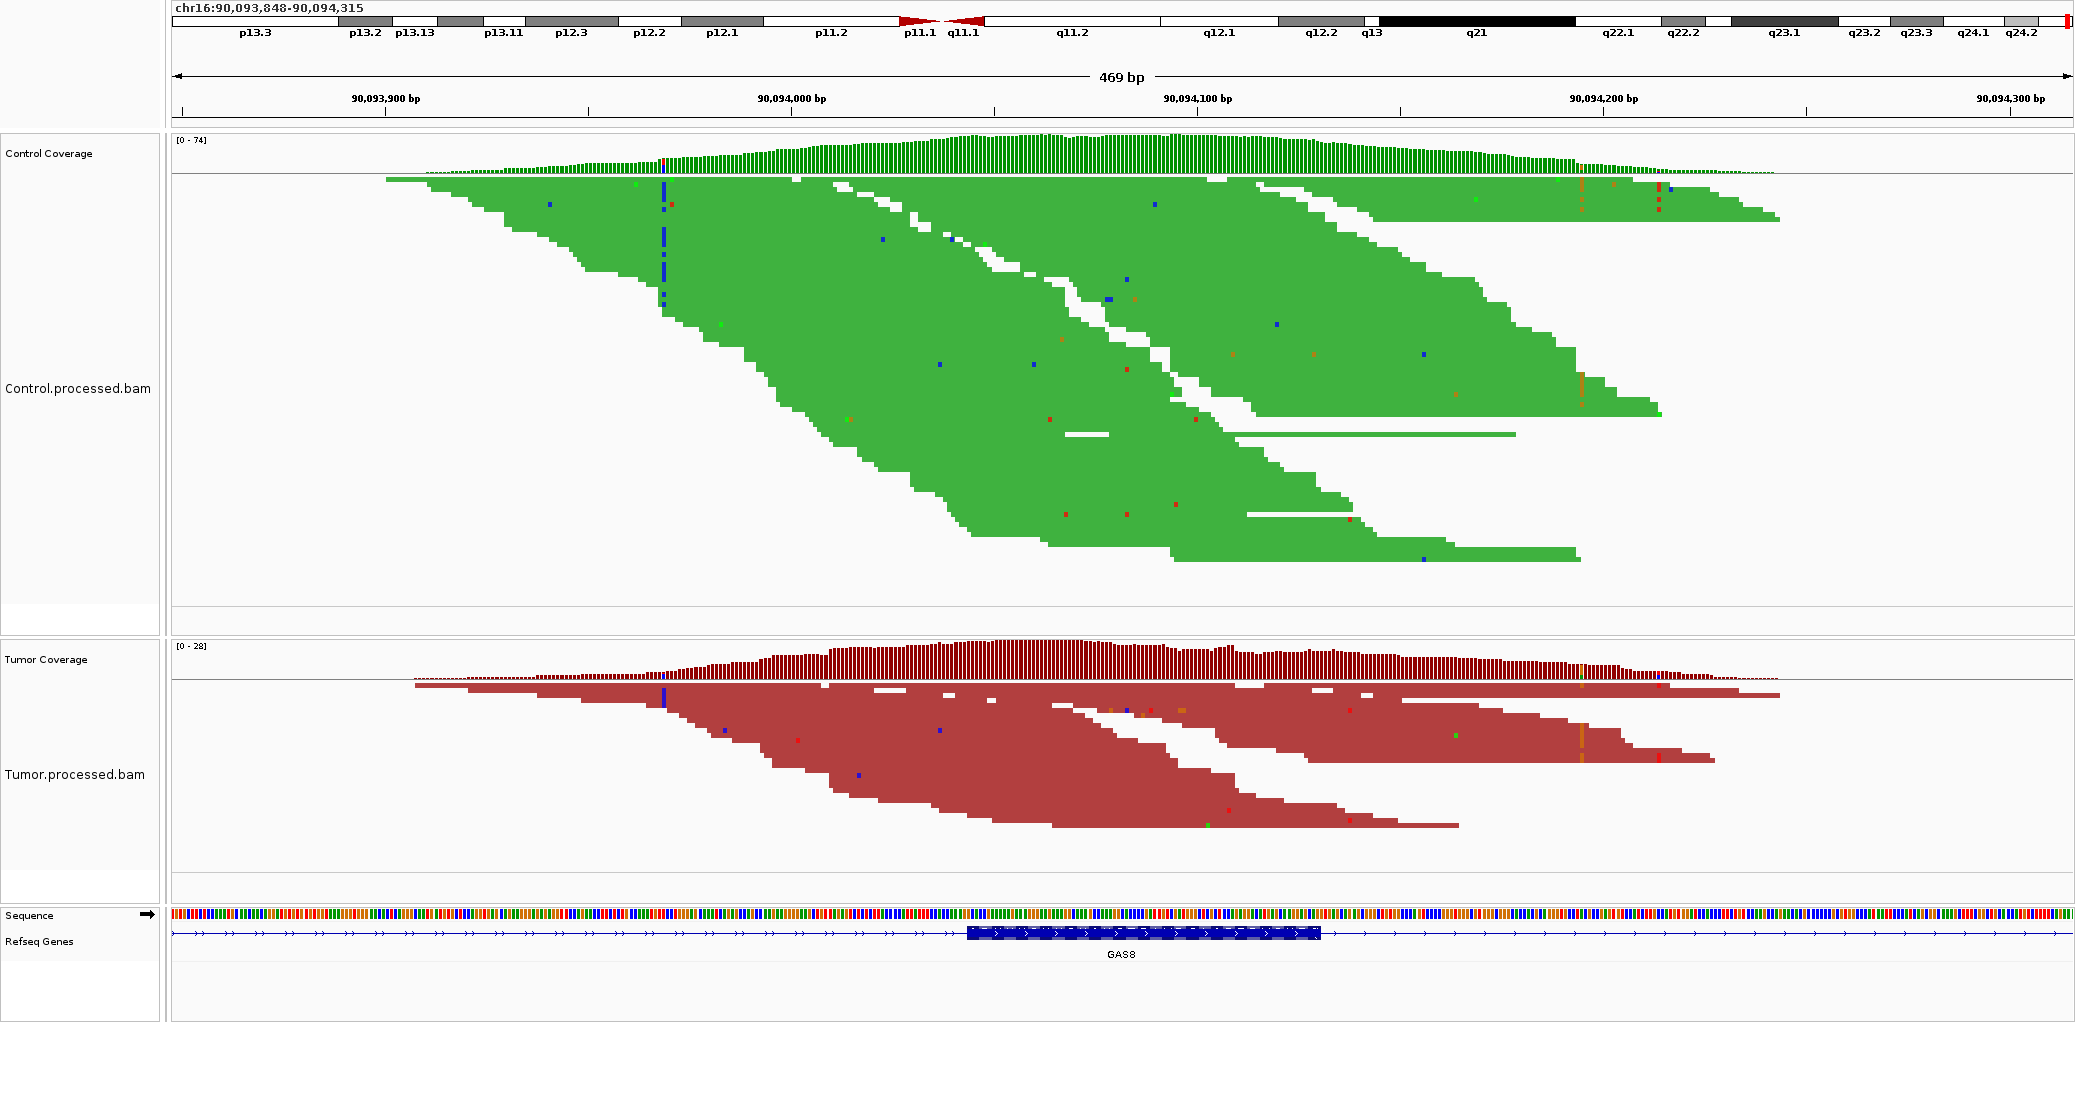 chr16:90,093,848-90,094,315
p13.3 p13.2 p13.13 p13.11 p12.3 p12.2 p12.1 p11.2 p11.1 q11.1 q11.2 q12.1 q12.2 q13 q21 q22.1 q22.2 q23.1 q23.2 q23.3 q24.1 q24.2
469 bp
90,093,900 bp 90,094,000 bp 90,094,100 bp 90,094,200 bp 90,094,300 bp
[0 - 74]
Control Coverage
Control.processed.bam
[0 - 28]
Tumor Coverage
Tumor.processed.bam
Sequence
Refseq Genes
GAS8